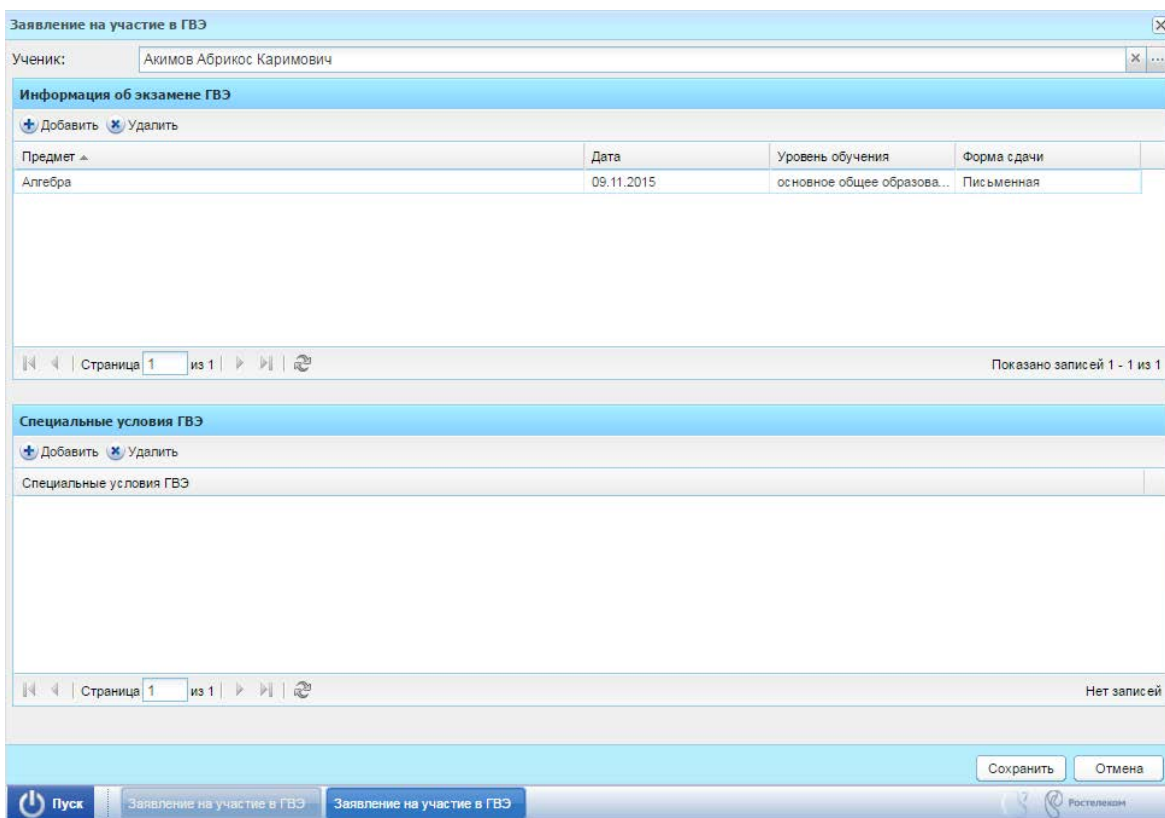 Заявление на участие в ГВЭ
Ученик: Акимов Абрикос Каримович
Информация об экзамене ГВЭ
Добавить Удалить
Предмет Дата Уровень обучения Форма сдачи
Алгебра 09.11.2015 основное общее образова... Письменная
Страница 1 из 1 Показано записей 1 - 1 из 1
Специальные условия ГВЭ
Добавить Удалить
Специальные условия ГВЭ
Страница 1 из 1 Нет записей
Сохранить Отмена
Пуск Заявление на участие в ГВЭ Заявление на участие в ГВЭ Ростелеком